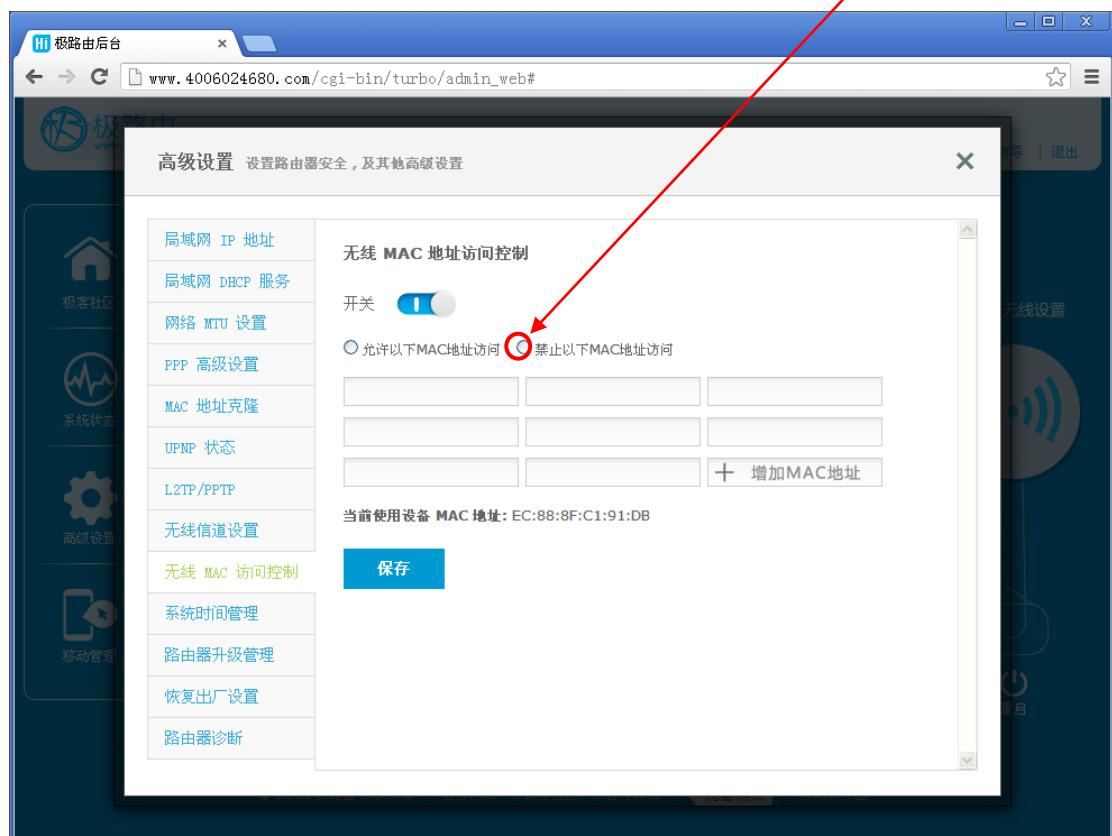 Hi 极路由后台 ×
www.4006024680.com/cgi-bin/turbo/admin_web#
极路由
www.
高级设置 设置路由器安全,及其他高级设置
| 退出
局域网 IP 地址
局域网 DHCP 服务
网络 MTU 设置
PPP 高级设置
MAC 地址克隆
UPNP 状态
L2TP/PPTP
无线信道设置
无线 MAC 访问控制
系统时间管理
路由器升级管理
恢复出厂设置
路由器诊断
无线 MAC 地址访问控制
开关
允许以下MAC地址访问 禁止以下MAC地址访问
增加MAC地址
当前使用设备 MAC 地址: EC:88:8F:C1:91:DB
保存
极客社区
系统状态
高级设置
移动管理
无线设置
重启